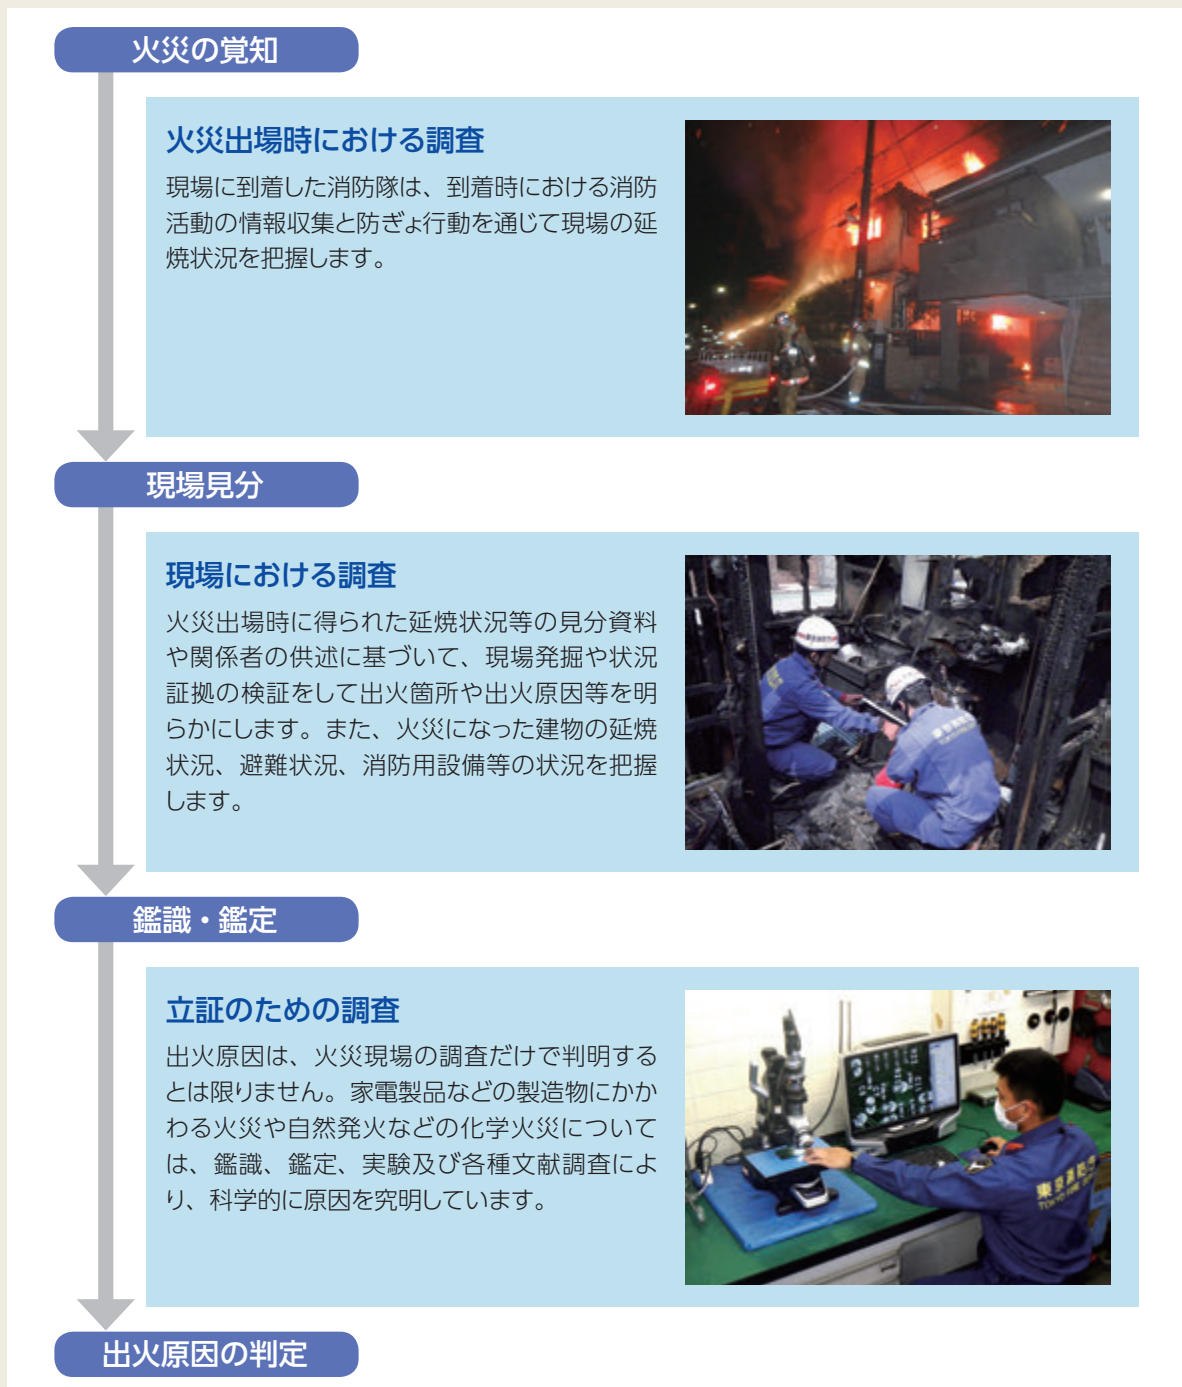 火災の覚知
火災出場時における調査
現場に到着した消防隊は、到着時における消防
活動の情報収集と防ぎょ行動を通じて現場の延
焼状況を把握します。
現場見分
現場における調査
火災出場時に得られた延焼状況等の見分資料
や関係者の供述に基づいて、現場発掘や状況
証拠の検証をして出火箇所や出火原因等を明
らかにします。また、火災になった建物の延焼
状況、避難状況、消防用設備等の状況を把握
します。
鑑識・鑑定
立証のための調査
出火原因は、火災現場の調査だけで判明する
とは限りません。家電製品などの製造物にかか
わる火災や自然発火などの化学火災について
は、鑑識、鑑定、実験及び各種文献調査によ
り、科学的に原因を究明しています。
東京消防庁
TOKYO FIRE
出火原因の判定